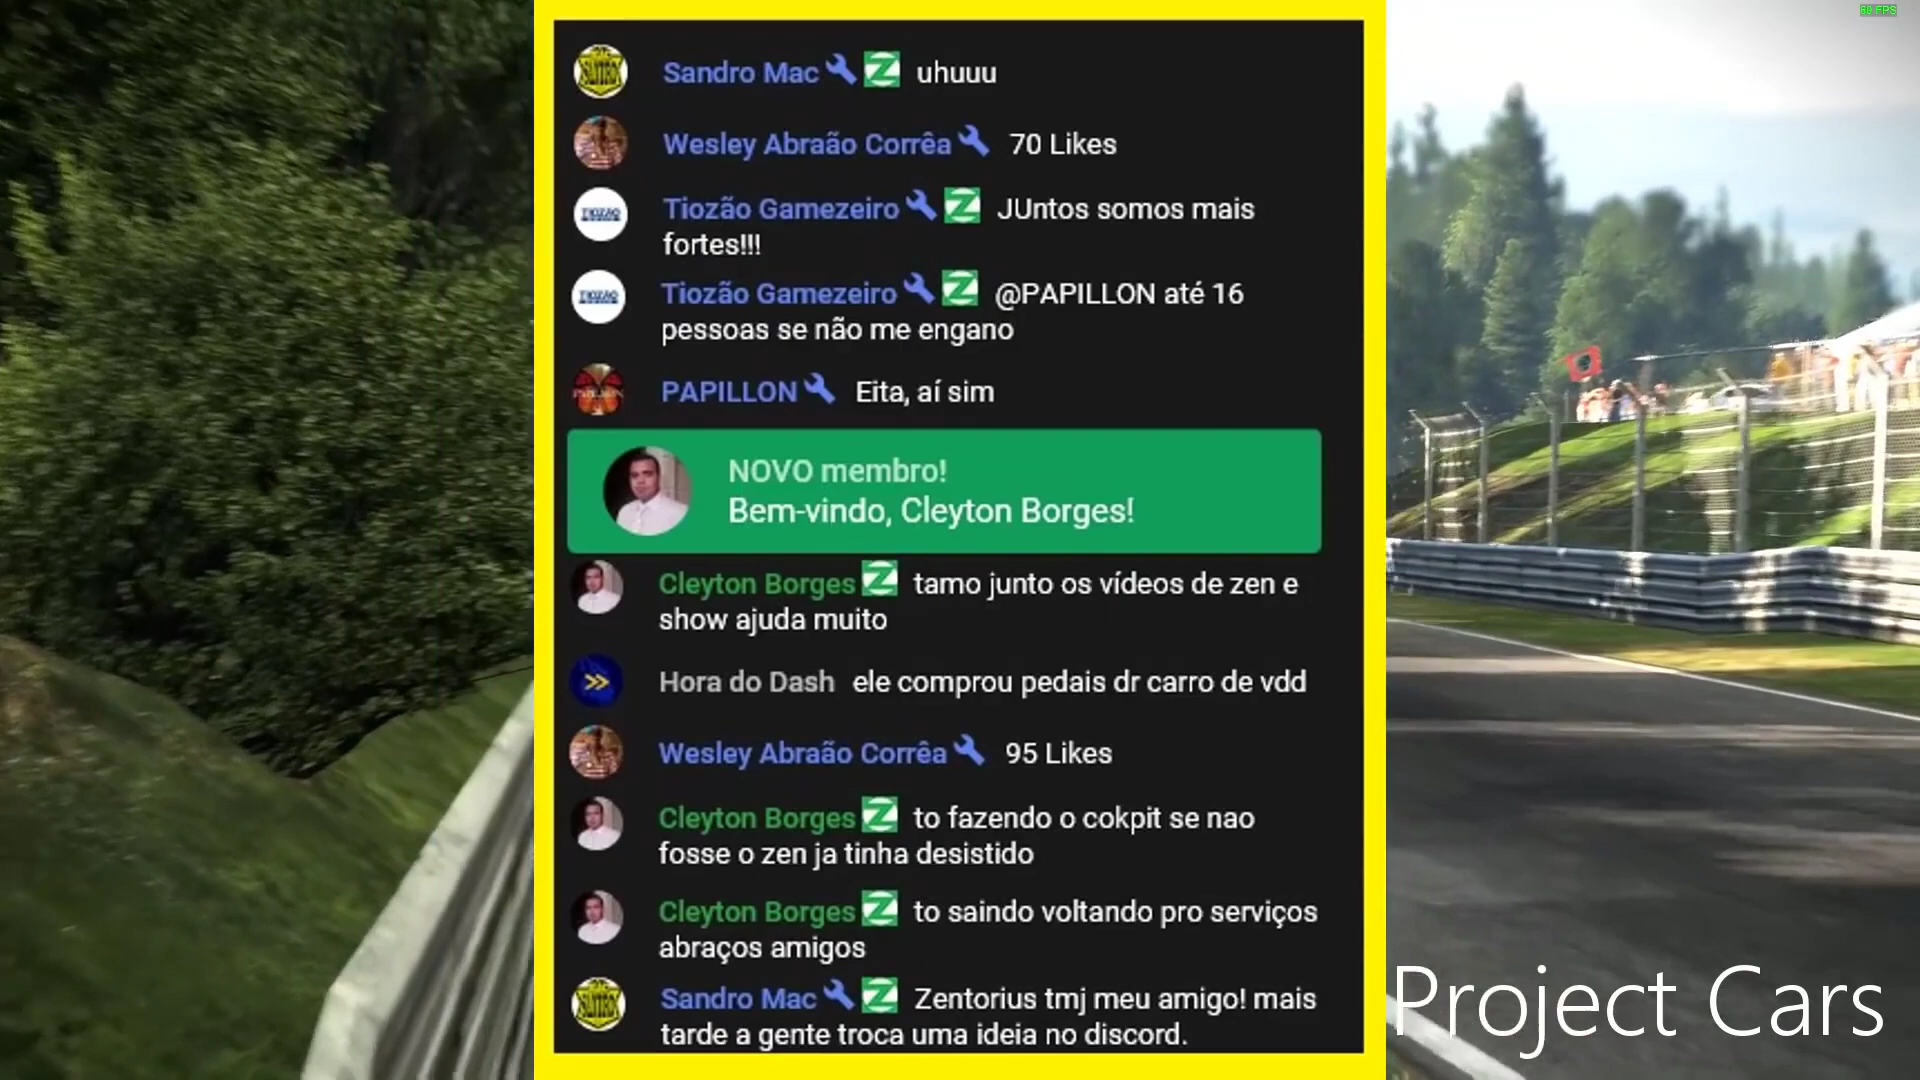 60 FPS
Sandro Mac uhuuu
Wesley Abraão Corrêa 70 Likes
Tiozão Gamezeiro JUntos somos mais
fortes!!!
Tiozão Gamezeiro @PAPILLON até 16
pessoas se não me engano
PAPILLON Eita, aí sim
NOVO membro!
Bem-vindo, Cleyton Borges!
Cleyton Borges tamo junto os vídeos de zen e
show ajuda muito
Hora do Dash ele comprou pedais dr carro de vdd
Wesley Abraão Corrêa 95 Likes
Cleyton Borges to fazendo o cokpit se nao
fosse o zen ja tinha desistido
Cleyton Borges to saindo voltando pro serviços
abraços amigos
Sandro Mac Zentorius tmj meu amigo! mais
tarde a gente troca uma ideia no discord.
Project Cars